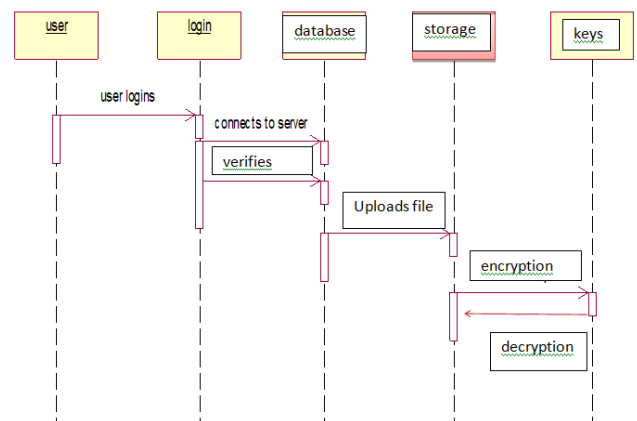 user
login
database
storage
keys
user logins
connects to server
verifies
Uploads file
encryption
decryption